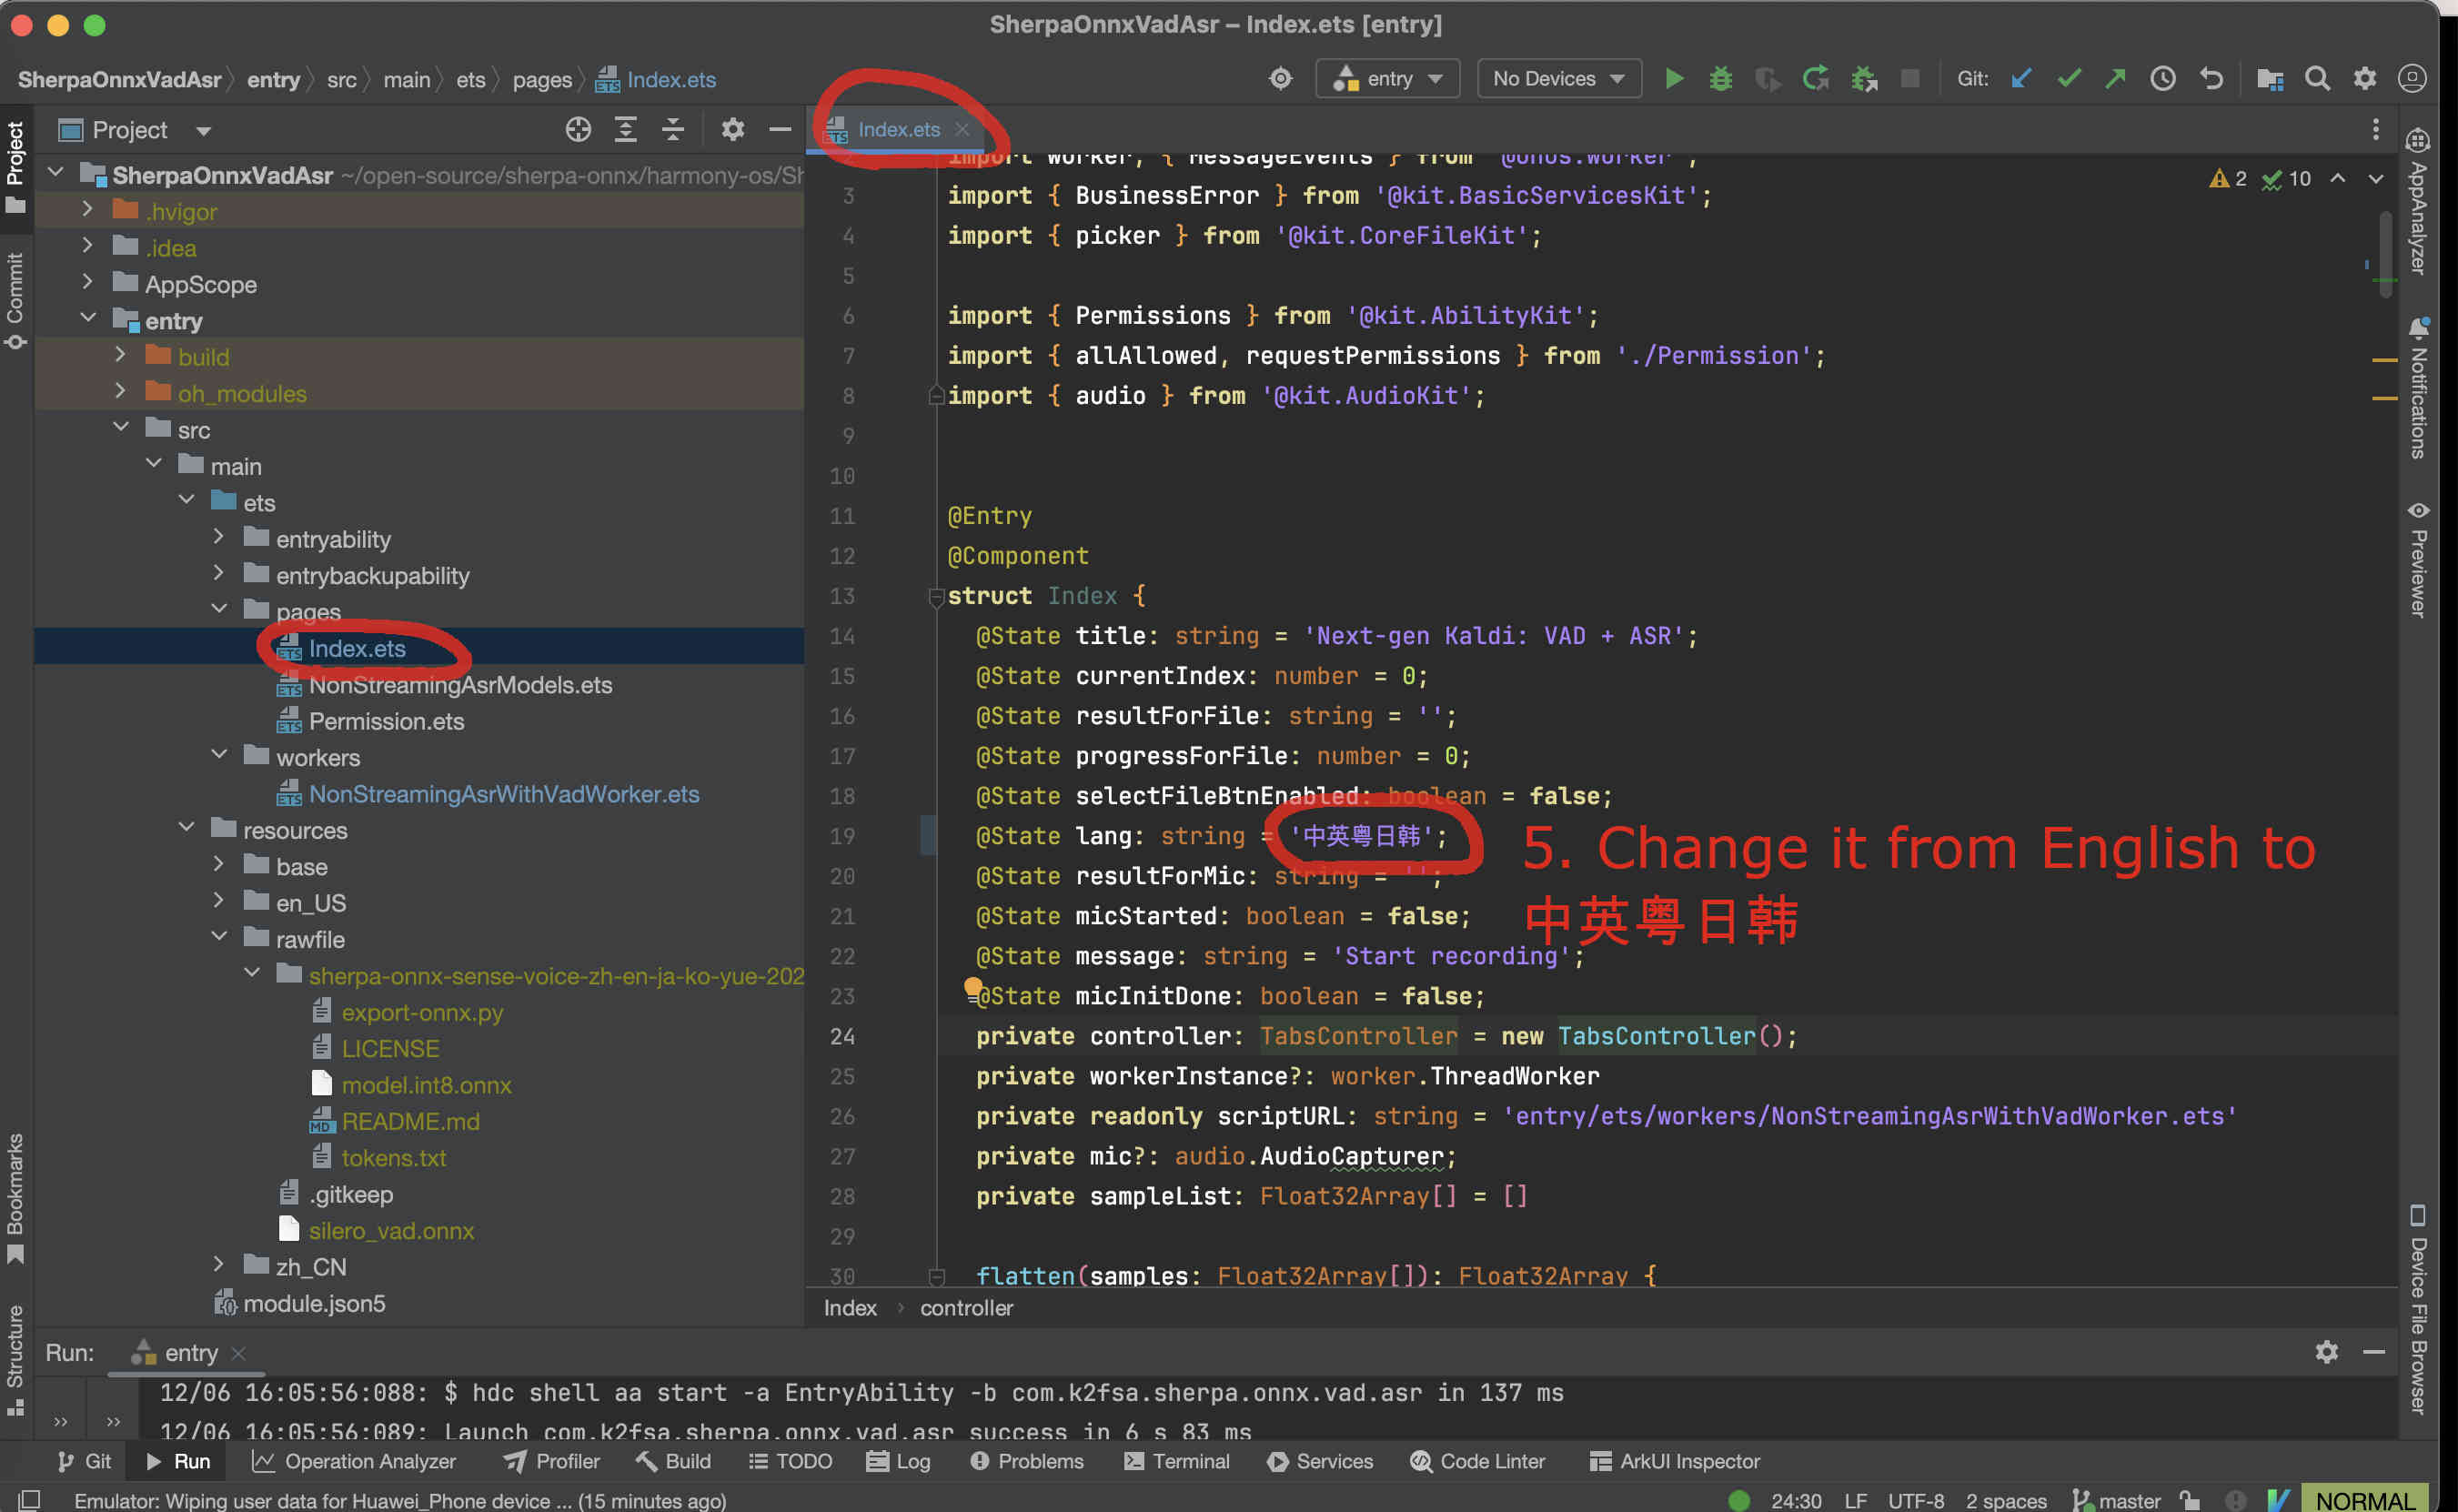 SherpaOnnxVadAsr – Index.ets [entry]
SherpaOnnxVadAsr
entry
src
main
ets
pages
Index.ets
entry
No Devices
Git:
Project
Commit
Bookmarks
Structure
Project
SherpaOnnxVadAsr ~/open-source/sherpa-onnx/harmony-os/Sh
.hvigor
.idea
AppScope
entry
build
oh_modules
src
main
ets
entryability
entrybackupability
pages
Index.ets
NonStreamingAsrModels.ets
Permission.ets
workers
NonStreamingAsrWithVadWorker.ets
resources
base
en_US
rawfile
sherpa-onnx-sense-voice-zh-en-ja-ko-yue-202
export-onnx.py
LICENSE
model.int8.onnx
README.md
tokens.txt
.gitkeep
silero_vad.onnx
zh_CN
module.json5
Index.ets
2 10
2 import worker, { MessageEvents } from '@ohos.worker';
3 import { BusinessError } from '@kit.BasicServicesKit';
4 import { picker } from '@kit.CoreFileKit';
5
6 import { Permissions } from '@kit.AbilityKit';
7 import { allAllowed, requestPermissions } from './Permission';
8 import { audio } from '@kit.AudioKit';
9
10
11 @Entry
12 @Component
13 struct Index {
14 @State title: string = 'Next-gen Kaldi: VAD + ASR';
15 @State currentIndex: number = 0;
16 @State resultForFile: string = '';
17 @State progressForFile: number = 0;
18 @State selectFileBtnEnabled: boolean = false;
19 @State lang: string = '中英粤日韩';
20 @State resultForMic: string = '';
21 @State micStarted: boolean = false;
22 @State message: string = 'Start recording';
23 @State micInitDone: boolean = false;
24 private controller: TabsController = new TabsController();
25 private workerInstance?: worker.ThreadWorker
26 private readonly scriptURL: string = 'entry/ets/workers/NonStreamingAsrWithVadWorker.ets'
27 private mic?: audio.AudioCapturer;
28 private sampleList: Float32Array[] = []
29
30 flatten(samples: Float32Array[]): Float32Array {
5. Change it from English to
中英粤日韩
Index
controller
AppAnalyzer
Notifications
Previewer
Device File Browser
Run:
entry
12/06 16:05:56:088: $ hdc shell aa start -a EntryAbility -b com.k2fsa.sherpa.onnx.vad.asr in 137 ms
12/06 16:05:56:089: Launch com.k2fsa.sherpa.onnx.vad.asr success in 6 s 83 ms
Git
Run
Operation Analyzer
Profiler
Build
TODO
Log
Problems
Terminal
Services
Code Linter
ArkUI Inspector
Emulator: Wiping user data for Huawei_Phone device ... (15 minutes ago)
24:30
LF
UTF-8
2 spaces
master
NORMAL